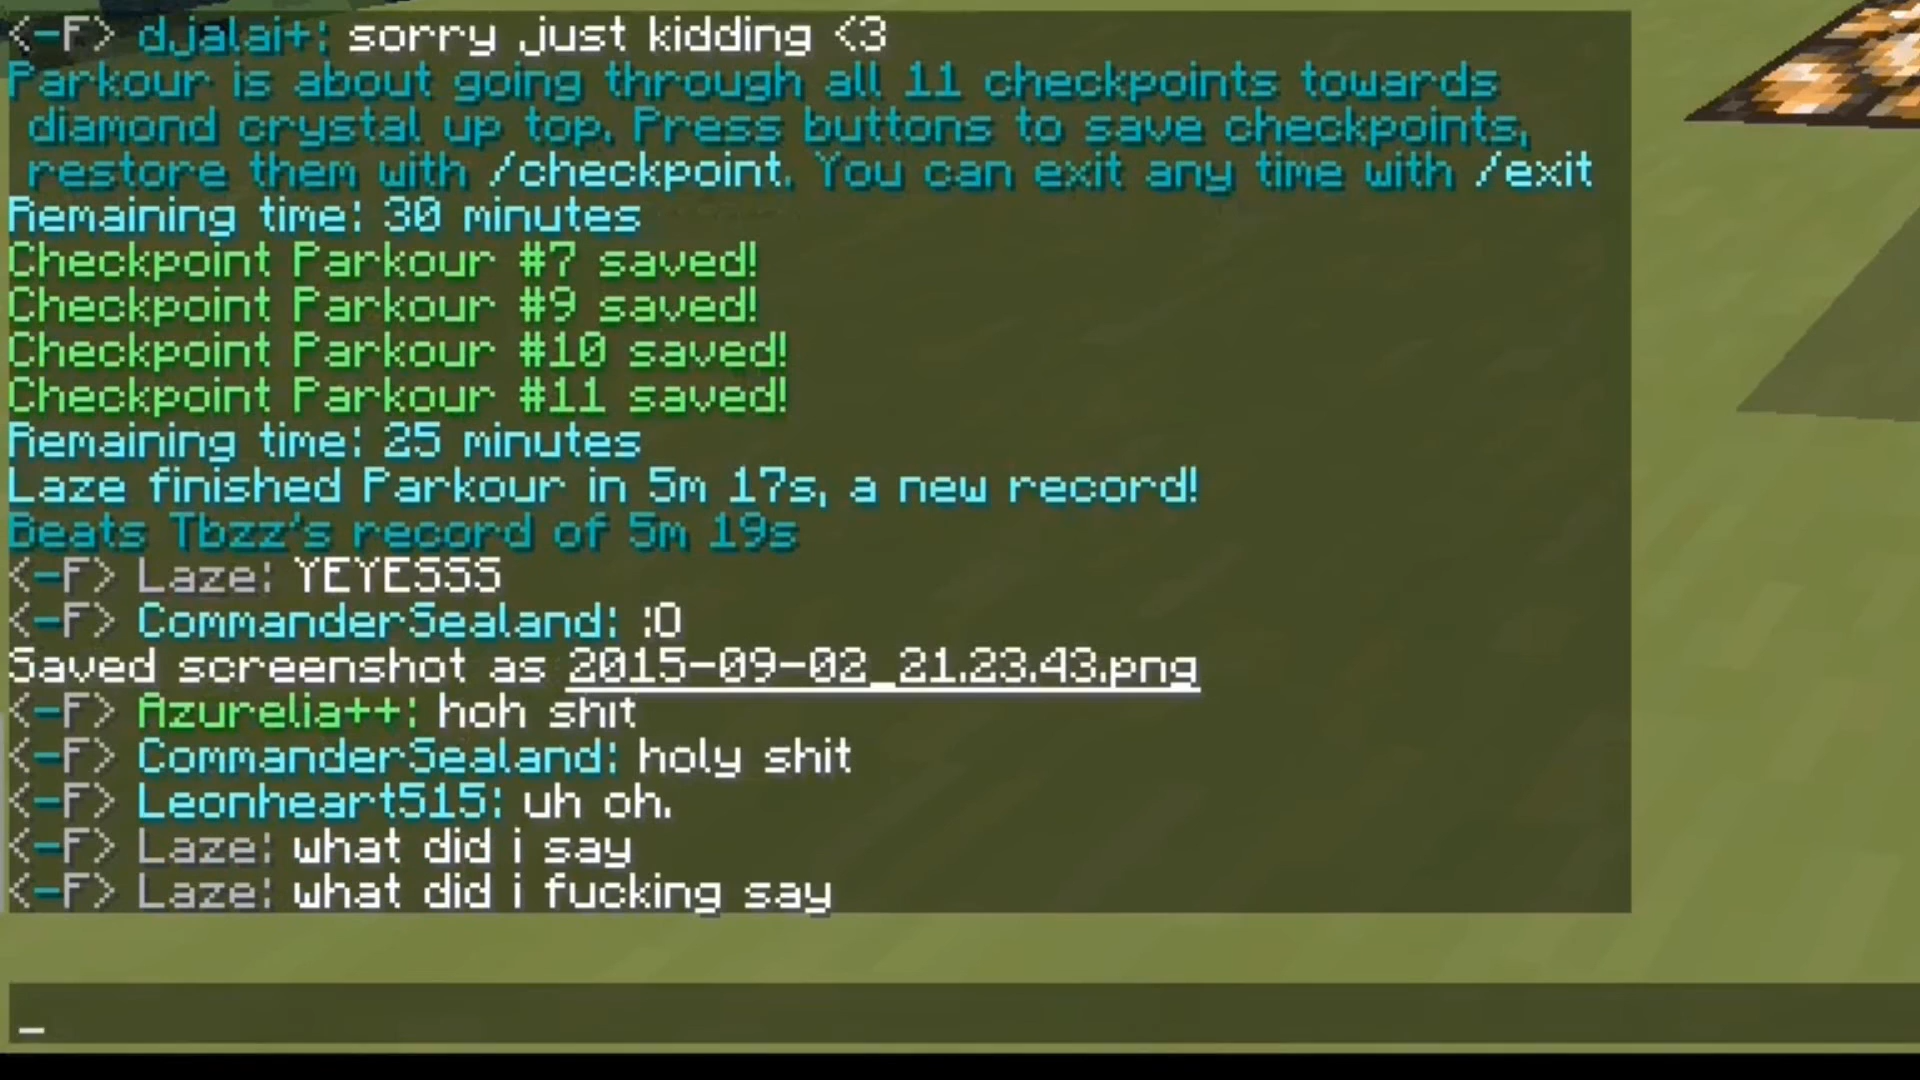 <-F> djalai+: sorry just kidding <3
Parkour is about going through all 11 checkpoints towards
diamond crystal up top. Press buttons to save checkpoints,
restore them with /checkpoint. You can exit any time with /exit
Remaining time: 30 minutes
Checkpoint Parkour #7 saved!
Checkpoint Parkour #9 saved!
Checkpoint Parkour #10 saved!
Checkpoint Parkour #11 saved!
Remaining time: 25 minutes
Laze finished Parkour in 5m 17s, a new record!
Beats Tbzz's record of 5m 19s
<-F> Laze: YEYESSS
<-F> CommanderSealand: :O
Saved screenshot as 2015-09-02_21.23.43.png
<-F> Azurelia++: hoh shit
<-F> CommanderSealand: holy shit
<-F> Leonheart515: uh oh.
<-F> Laze: what did i say
<-F> Laze: what did i fucking say
_